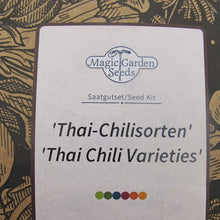 Magic Garden
Seeds
Saatgutset/Seed Kit
'Thai-Chilisorten'
'Thai Chili Varieties'